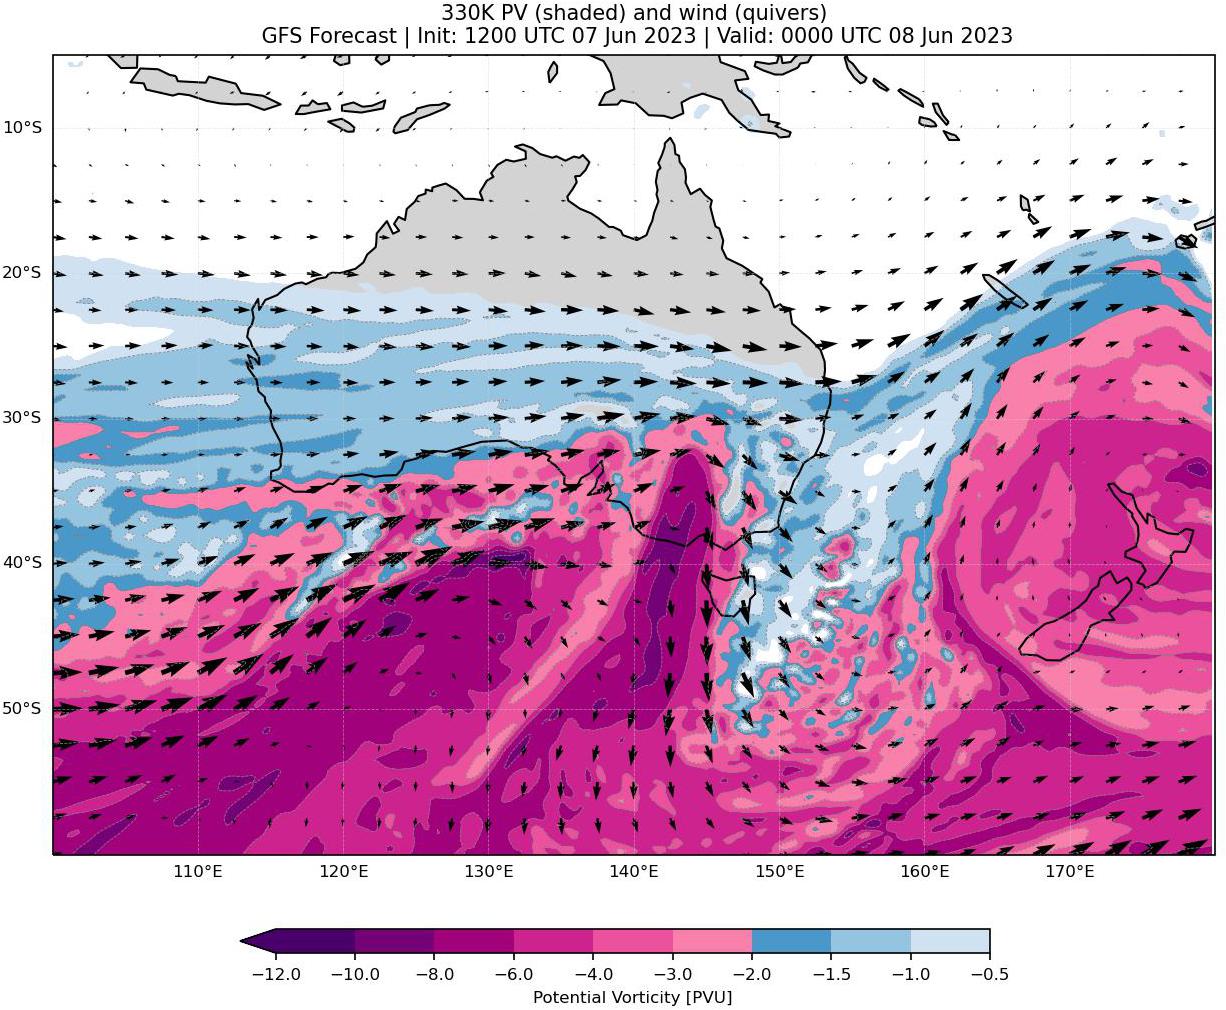 330K PV (shaded) and wind (quivers)
GFS Forecast | Init: 1200 UTC 07 Jun 2023 | Valid: 0000 UTC 08 Jun 2023
10°S
20°S
30°S
40°S
50°S
110°E 120°E 130°E 140°E 150°E 160°E 170°E
−12.0 −10.0 −8.0 −6.0 −4.0 −3.0 −2.0 −1.5 −1.0 −0.5
Potential Vorticity [PVU]